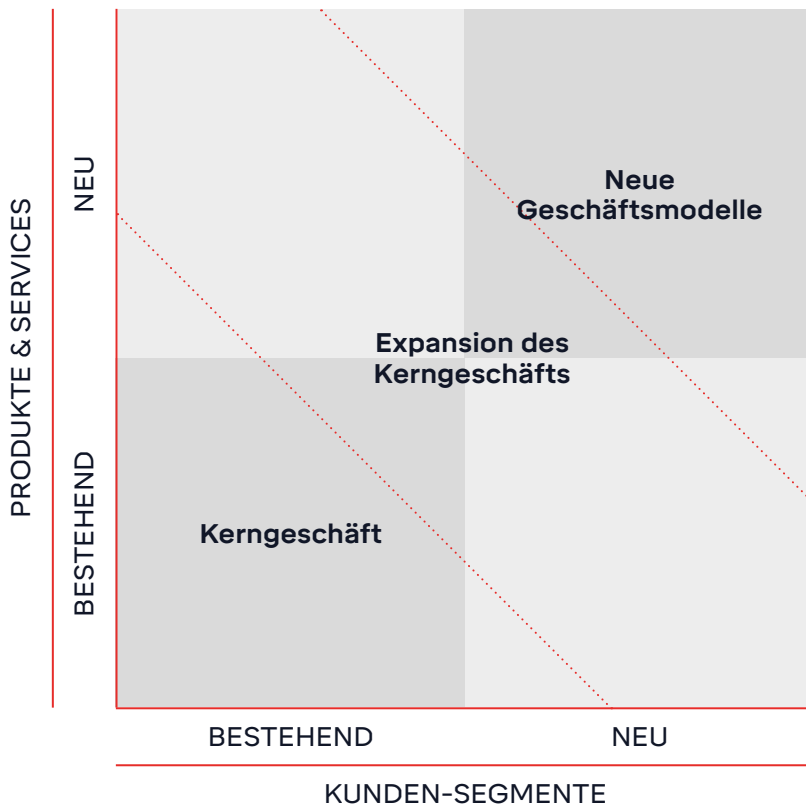 PRODUKTE & SERVICES
NEU
BESTEHEND
Neue
Geschäftsmodelle
Expansion des
Kerngeschäfts
Kerngeschäft
BESTEHEND
NEU
KUNDEN-SEGMENTE